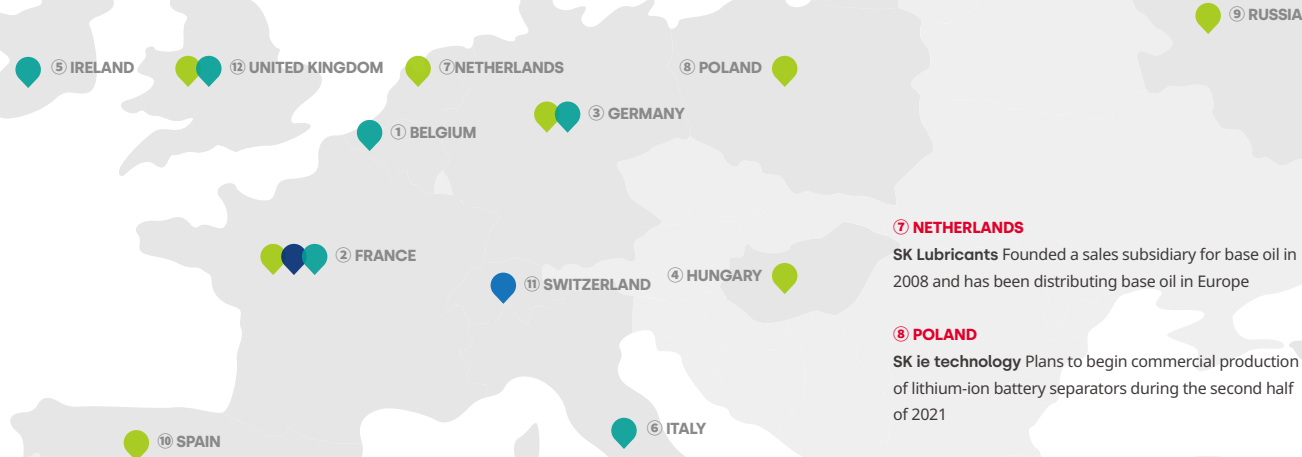 ⑨ RUSSIA
⑤ IRELAND
⑫ UNITED KINGDOM
⑦NETHERLANDS
⑧ POLAND
③ GERMANY
① BELGIUM
② FRANCE
⑪ SWITZERLAND
④ HUNGARY
⑩ SPAIN
⑥ ITALY
⑦ NETHERLANDS
SK Lubricants Founded a sales subsidiary for base oil in
2008 and has been distributing base oil in Europe
⑧ POLAND
SK ie technology Plans to begin commercial production
of lithium-ion battery separators during the second half
of 2021